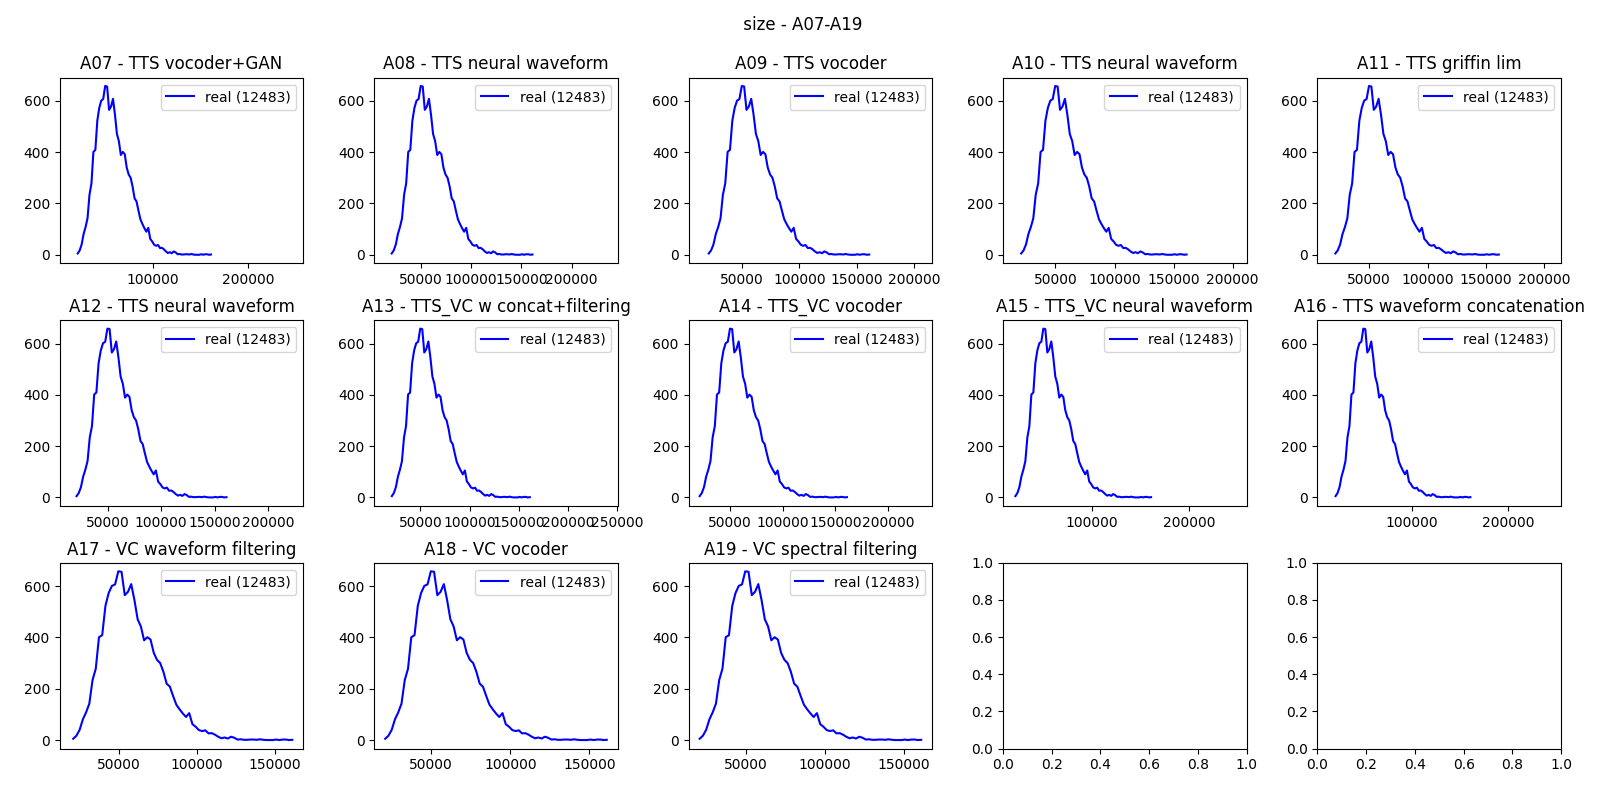 size - A07-A19
A07 - TTS vocoder+GAN
A08 - TTS neural waveform
A09 - TTS vocoder
A10 - TTS neural waveform
A11 - TTS griffin lim
real (12483)
real (12483)
real (12483)
real (12483)
real (12483)
600
400
200
0
600
400
200
0
600
400
200
0
600
400
200
0
600
400
200
0
100000 200000
50000 100000 150000 200000
50000 100000 150000 200000
50000 100000 150000 200000
50000 100000 150000 200000
A12 - TTS neural waveform
A13 - TTS_VC w concat+filtering
A14 - TTS_VC vocoder
A15 - TTS_VC neural waveform
A16 - TTS waveform concatenation
real (12483)
real (12483)
real (12483)
real (12483)
real (12483)
600
400
200
0
600
400
200
0
600
400
200
0
600
400
200
0
600
400
200
0
50000 100000 150000 200000
50000 100000 150000 200000 250000
50000 100000 150000 200000
100000 200000
100000 200000
A17 - VC waveform filtering
A18 - VC vocoder
A19 - VC spectral filtering
real (12483)
real (12483)
real (12483)
600
400
200
0
600
400
200
0
600
400
200
0
1.0
0.8
0.6
0.4
0.2
0.0
1.0
0.8
0.6
0.4
0.2
0.0
50000 100000 150000
50000 100000 150000
50000 100000 150000
0.0 0.2 0.4 0.6 0.8 1.0
0.0 0.2 0.4 0.6 0.8 1.0